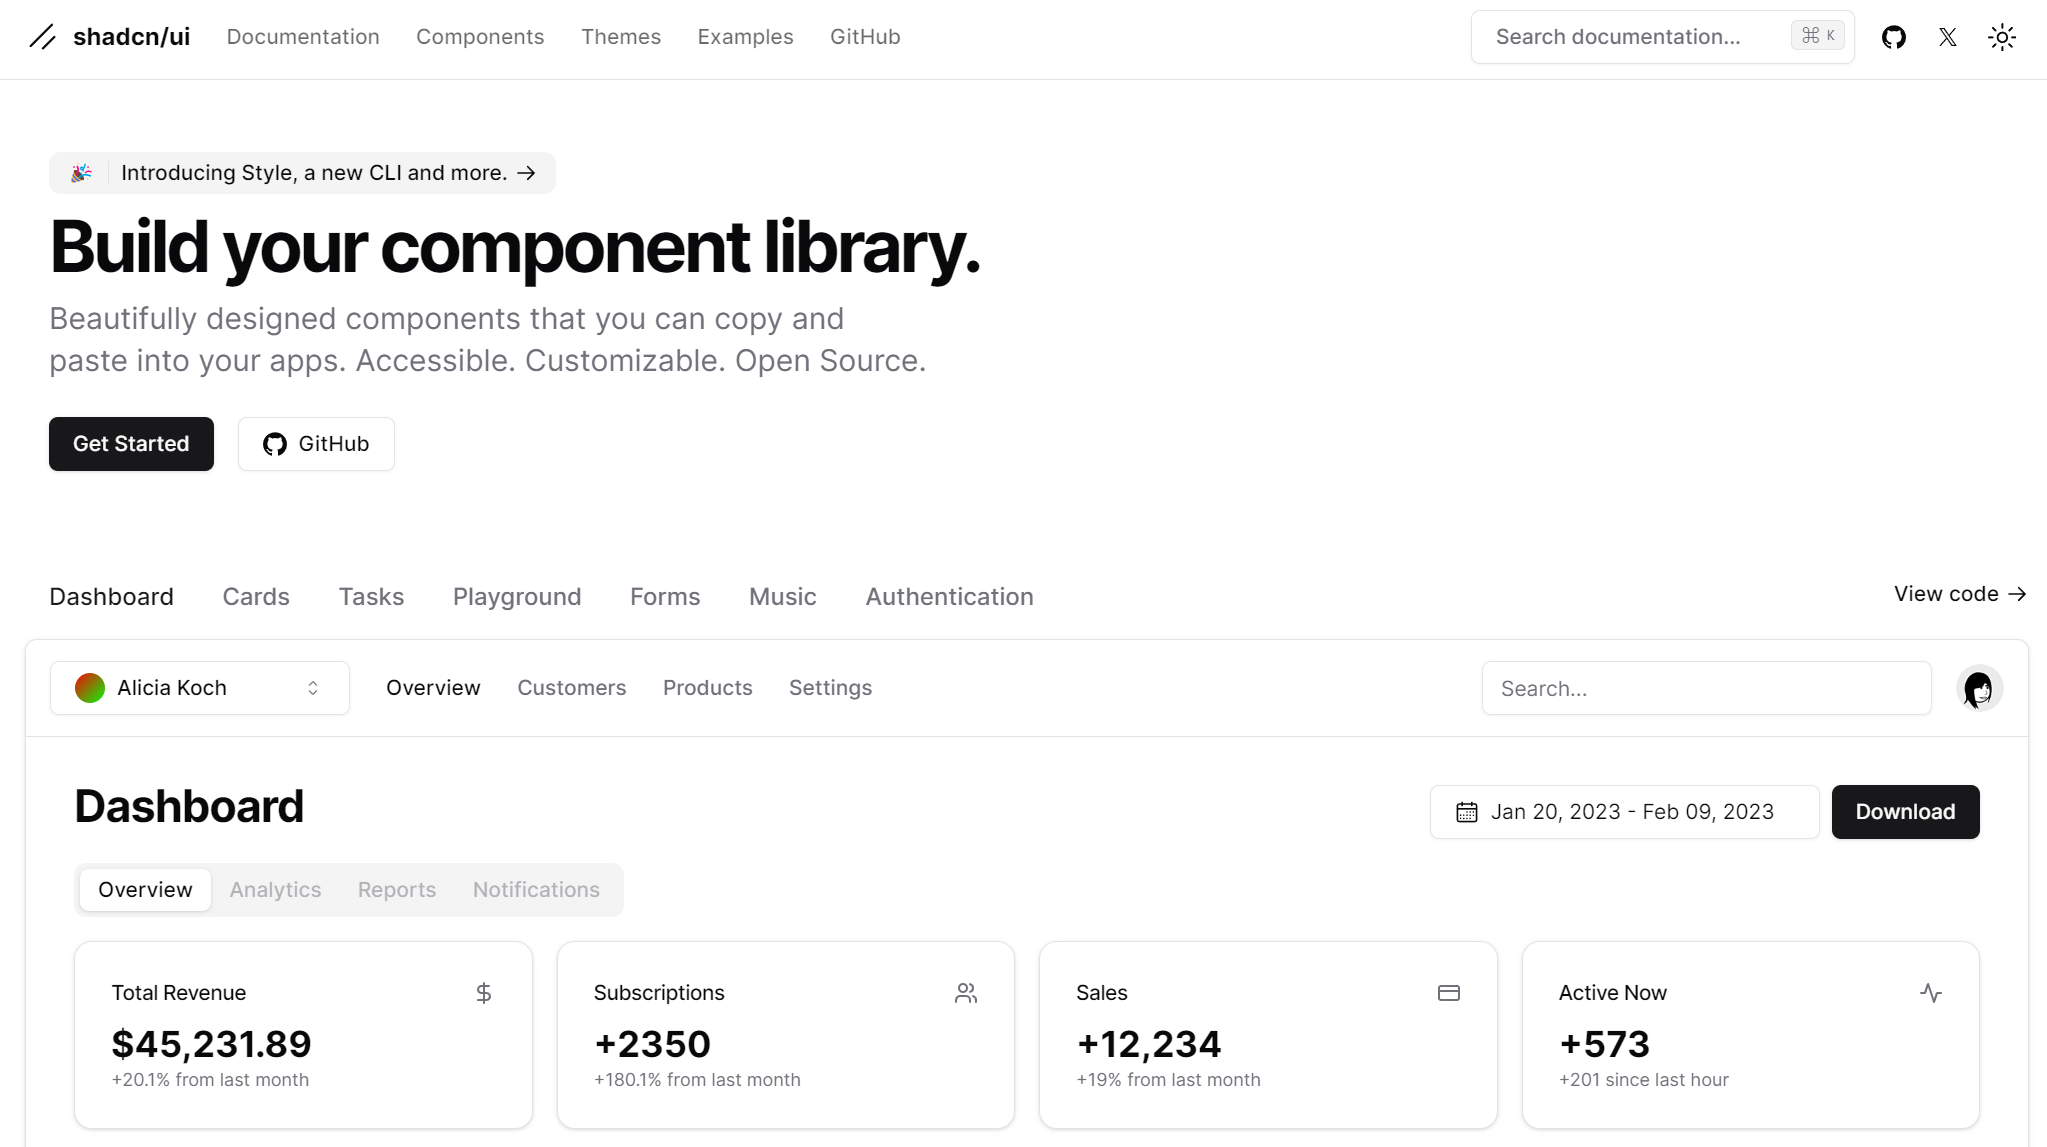 shadcn/ui Documentation Components Themes Examples GitHub Search documentation... ⌘ K
Introducing Style, a new CLI and more. →
Build your component library.
Beautifully designed components that you can copy and
paste into your apps. Accessible. Customizable. Open Source.
Get Started GitHub
Dashboard Cards Tasks Playground Forms Music Authentication View code →
Alicia Koch Overview Customers Products Settings Search...
Dashboard Jan 20, 2023 - Feb 09, 2023 Download
Overview Analytics Reports Notifications
Total Revenue Subscriptions Sales Active Now
$45,231.89 +2350 +12,234 +573
+20.1% from last month +180.1% from last month +19% from last month +201 since last hour